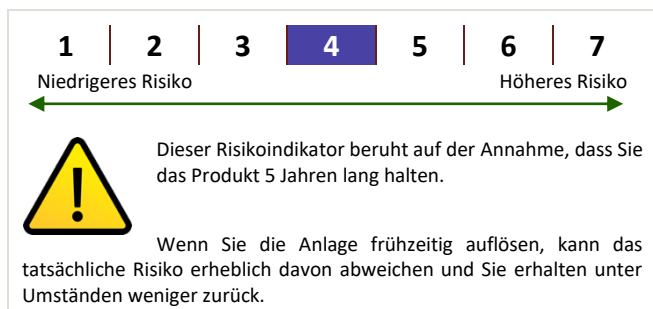 1 2 3 4 5 6 7
Niedrigeres Risiko Höheres Risiko
Dieser Risikoindikator beruht auf der Annahme, dass Sie
das Produkt 5 Jahren lang halten.
Wenn Sie die Anlage frühzeitig auflösen, kann das
tatsächliche Risiko erheblich davon abweichen und Sie erhalten unter
Umständen weniger zurück.